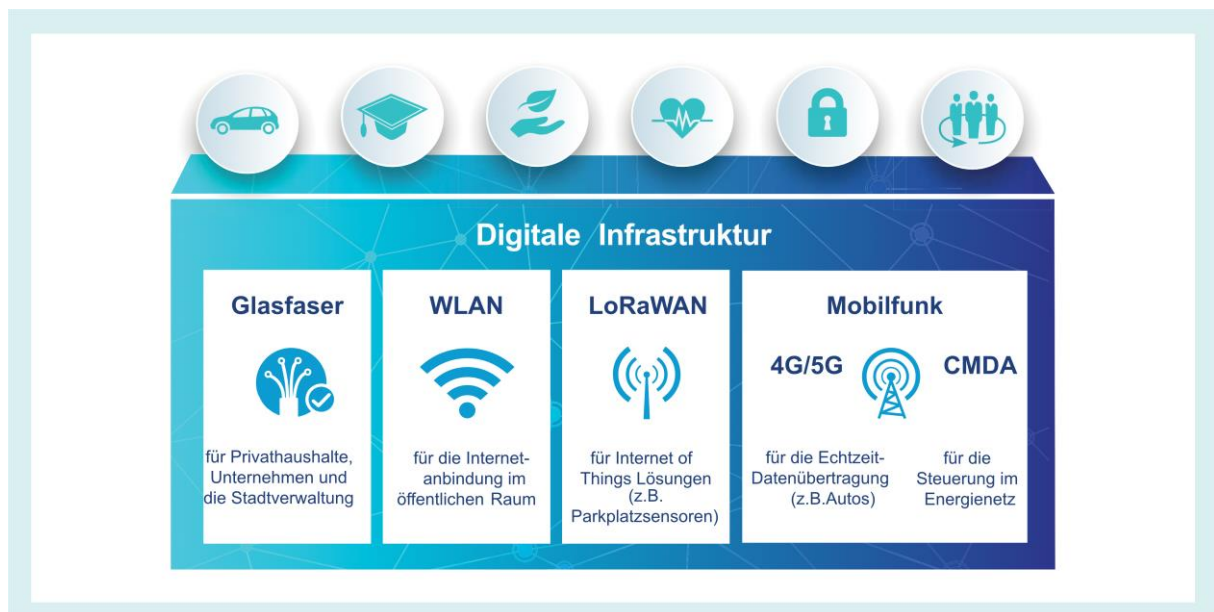 Digitale Infrastruktur
Glasfaser
für Privathaushalte,
Unternehmen und
die Stadtverwaltung
WLAN
für die Internet-
anbindung im
öffentlichen Raum
LoRaWAN
für Internet of
Things Lösungen
(z.B.
Parkplatzsensoren)
Mobilfunk
4G/5G
für die Echtzeit-
Datenübertragung
(z.B.Autos)
CMDA
für die
Steuerung im
Energienetz